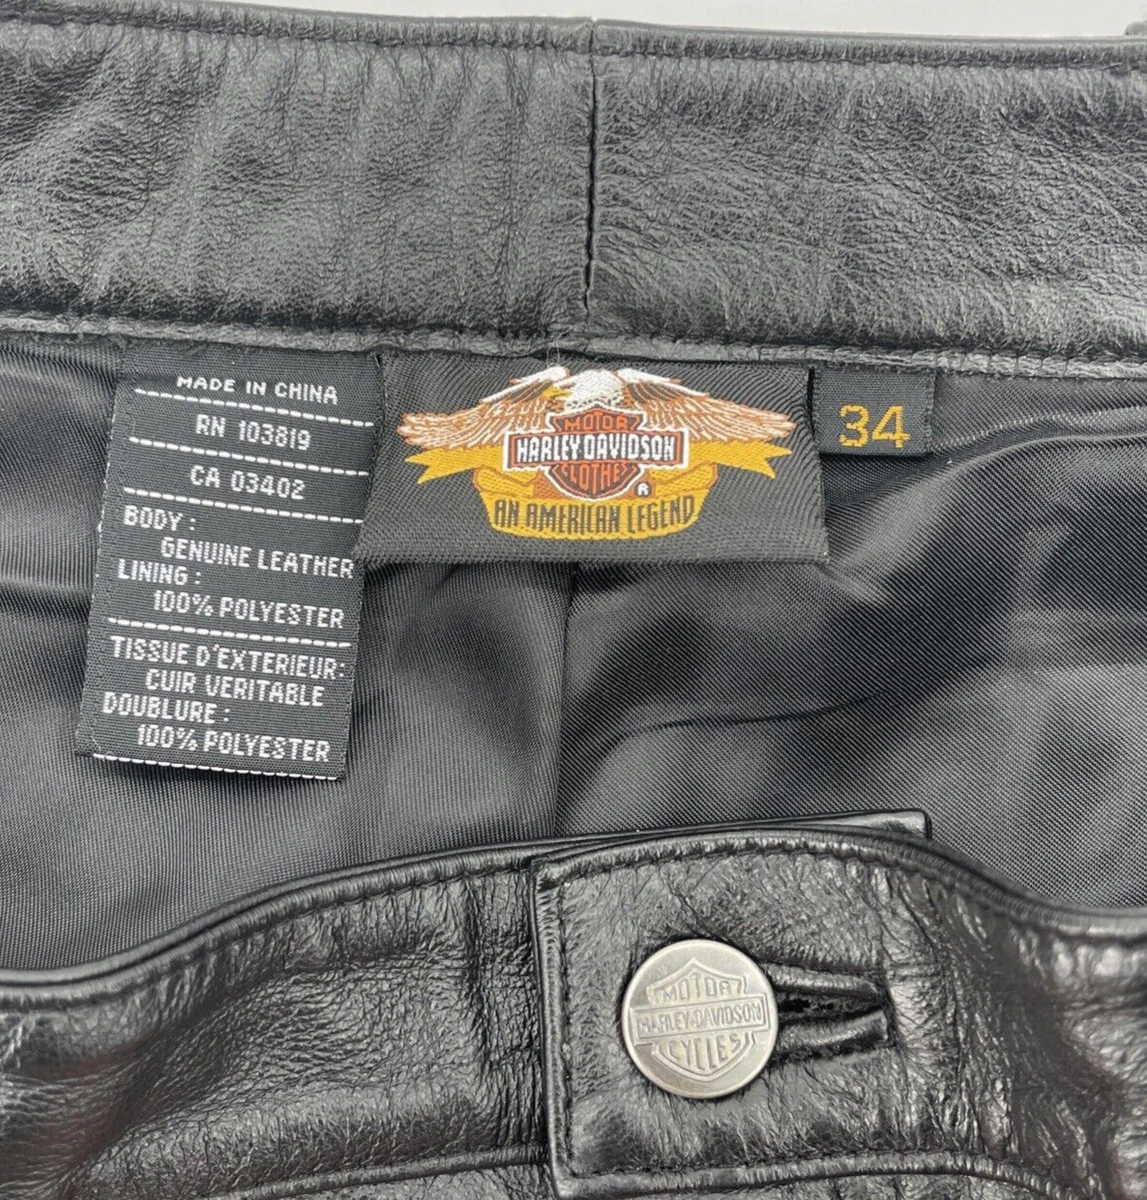 MADE IN CHINA
RN 103819
CA 03402
BODY :
GENUINE LEATHER
LINING :
100% POLYESTER
TISSUE D'EXTERIEUR:
CUIR VERITABLE
DOUBLURE :
100% POLYESTER
MOTOR
HARLEY-DAVIDSON
CLOTHES
®
AN AMERICAN LEGEND
34
MOTOR
HARLEY-DAVIDSON
CYCLES